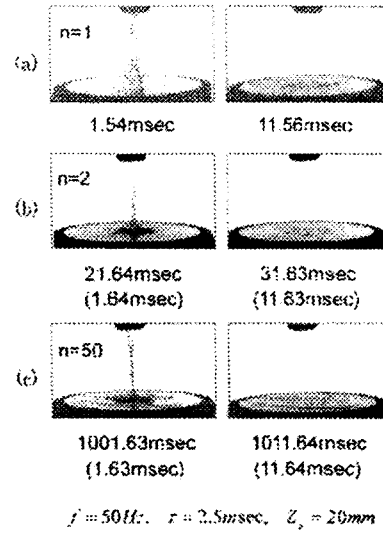 n=1
(a)
1.54msec 11.56msec
n=2
(b)
21.64msec 31.63msec
(1.64msec) (11.63msec)
n=50
(c)
1001.63msec 1011.64msec
(1.63msec) (11.64msec)
f = 50Hz, τ = 2.5msec, Z_s = 20mm